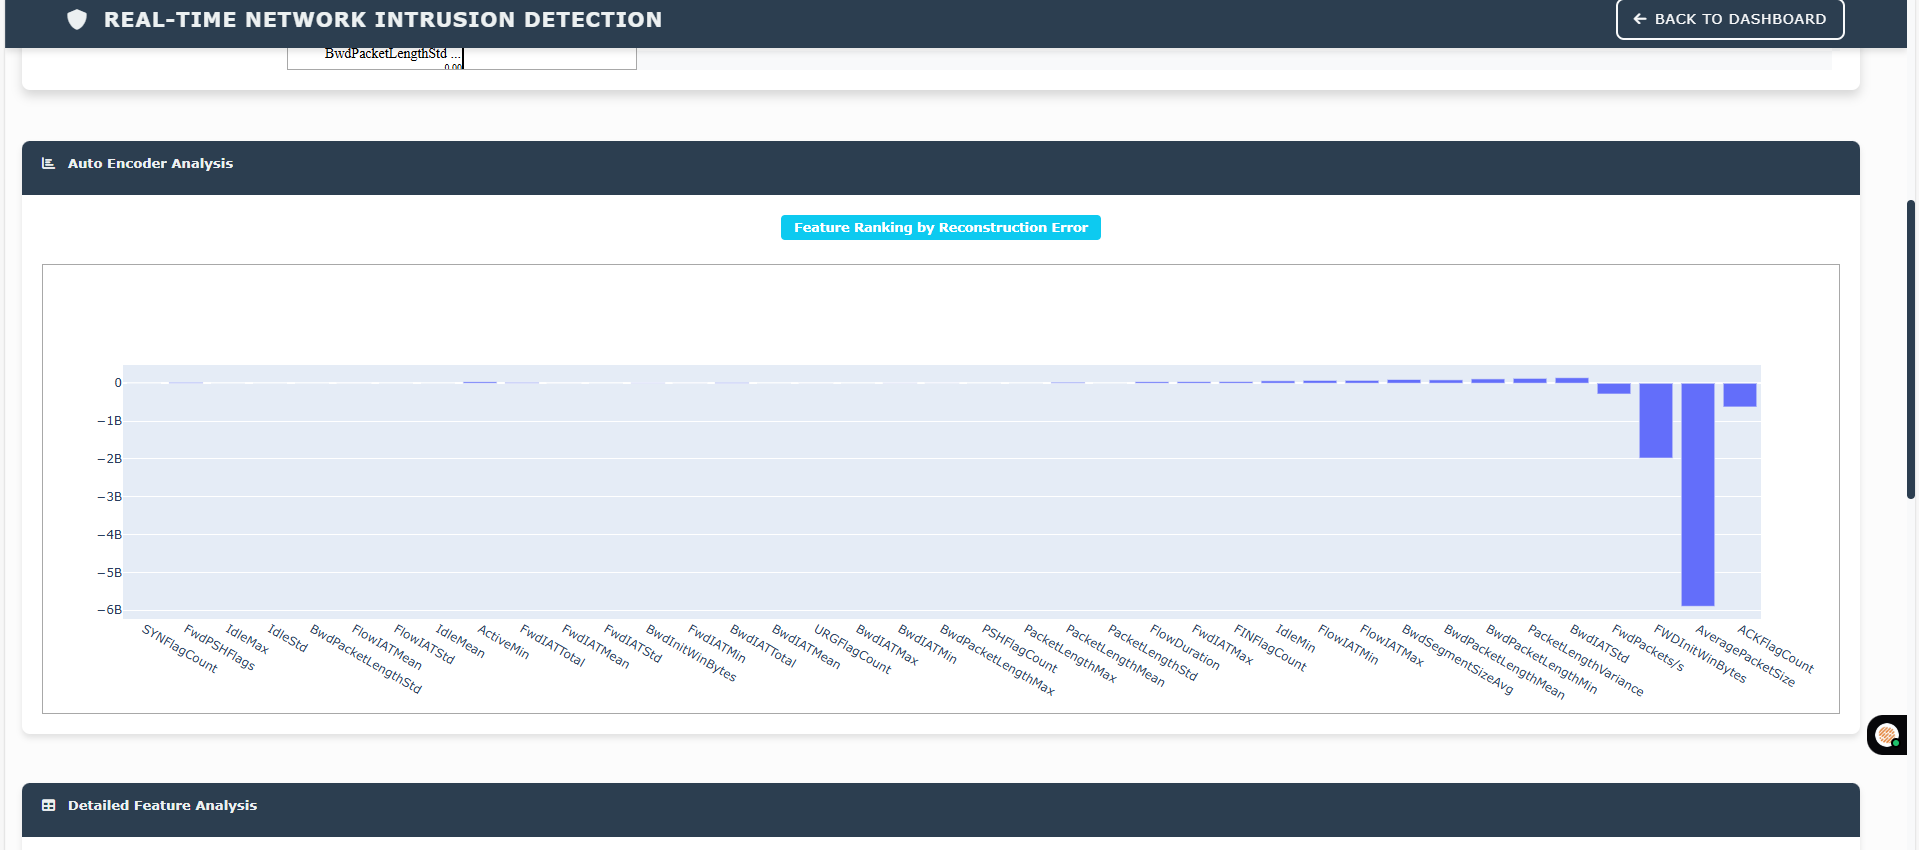 REAL-TIME NETWORK INTRUSION DETECTION
BACK TO DASHBOARD
BwdPacketLengthStd ...
0.00
Auto Encoder Analysis
Feature Ranking by Reconstruction Error
0
−1B
−2B
−3B
−4B
−5B
−6B
SYNFlagCount
FwdPSHFlags
IdleMax
IdleStd
BwdPacketLengthStd
FlowIATMean
FlowIATStd
IdleMean
ActiveMin
FwdIATTotal
FwdIATMean
FwdIATStd
BwdInitWinBytes
FwdIATMin
BwdIATTotal
BwdIATMean
URGFlagCount
BwdIATMax
BwdIATMin
BwdPacketLengthMax
PSHFlagCount
PacketLengthMax
PacketLengthMean
PacketLengthStd
FlowDuration
FwdIATMax
FINFlagCount
IdleMin
FlowIATMin
FlowIATMax
BwdSegmentSizeAvg
BwdPacketLengthMean
BwdPacketLengthMin
PacketLengthVariance
BwdIATStd
FwdPackets/s
FWDInitWinBytes
AveragePacketSize
ACKFlagCount
Detailed Feature Analysis